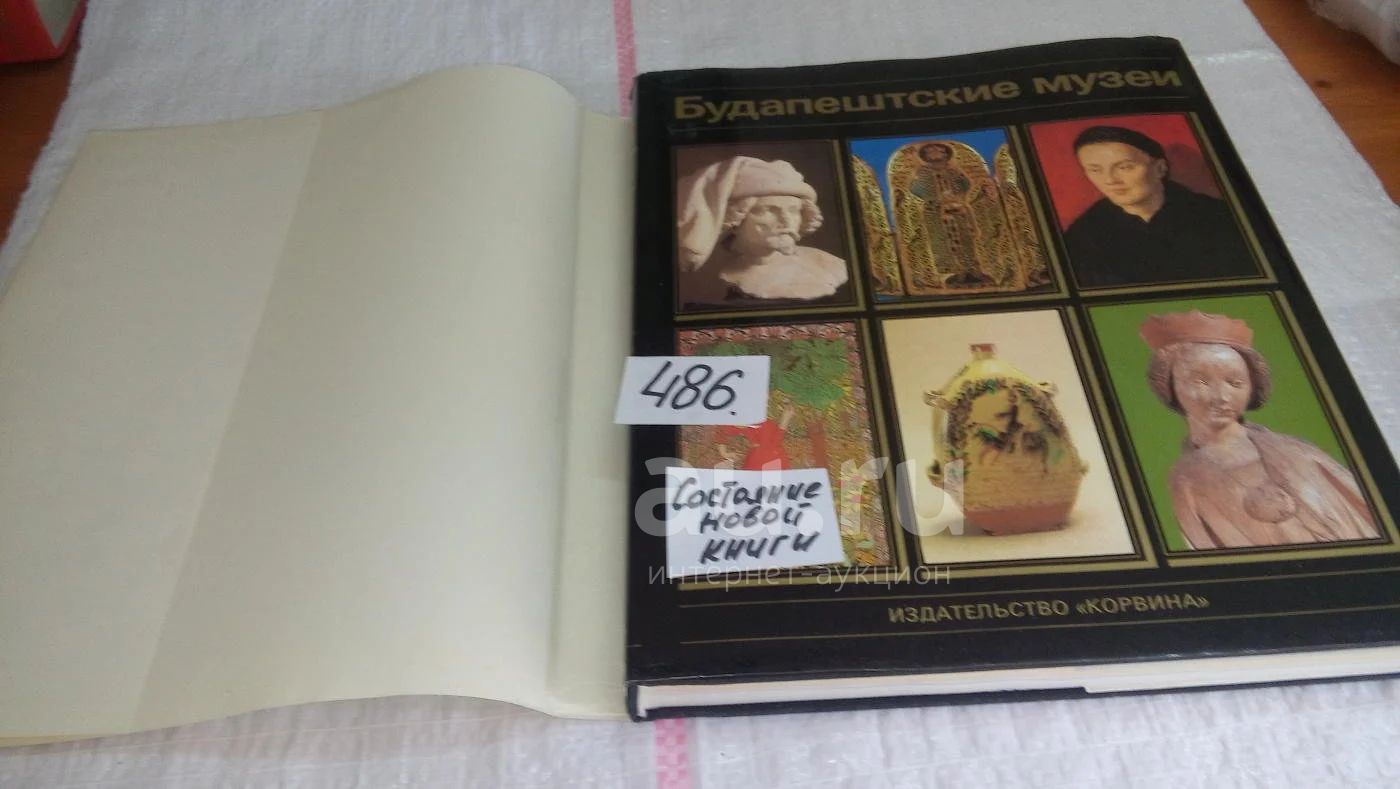 Будапештские музеи
486.
Состояние
новой
книги
au.ru
интернет-аукцион
ИЗДАТЕЛЬСТВО «КОРВИНА»